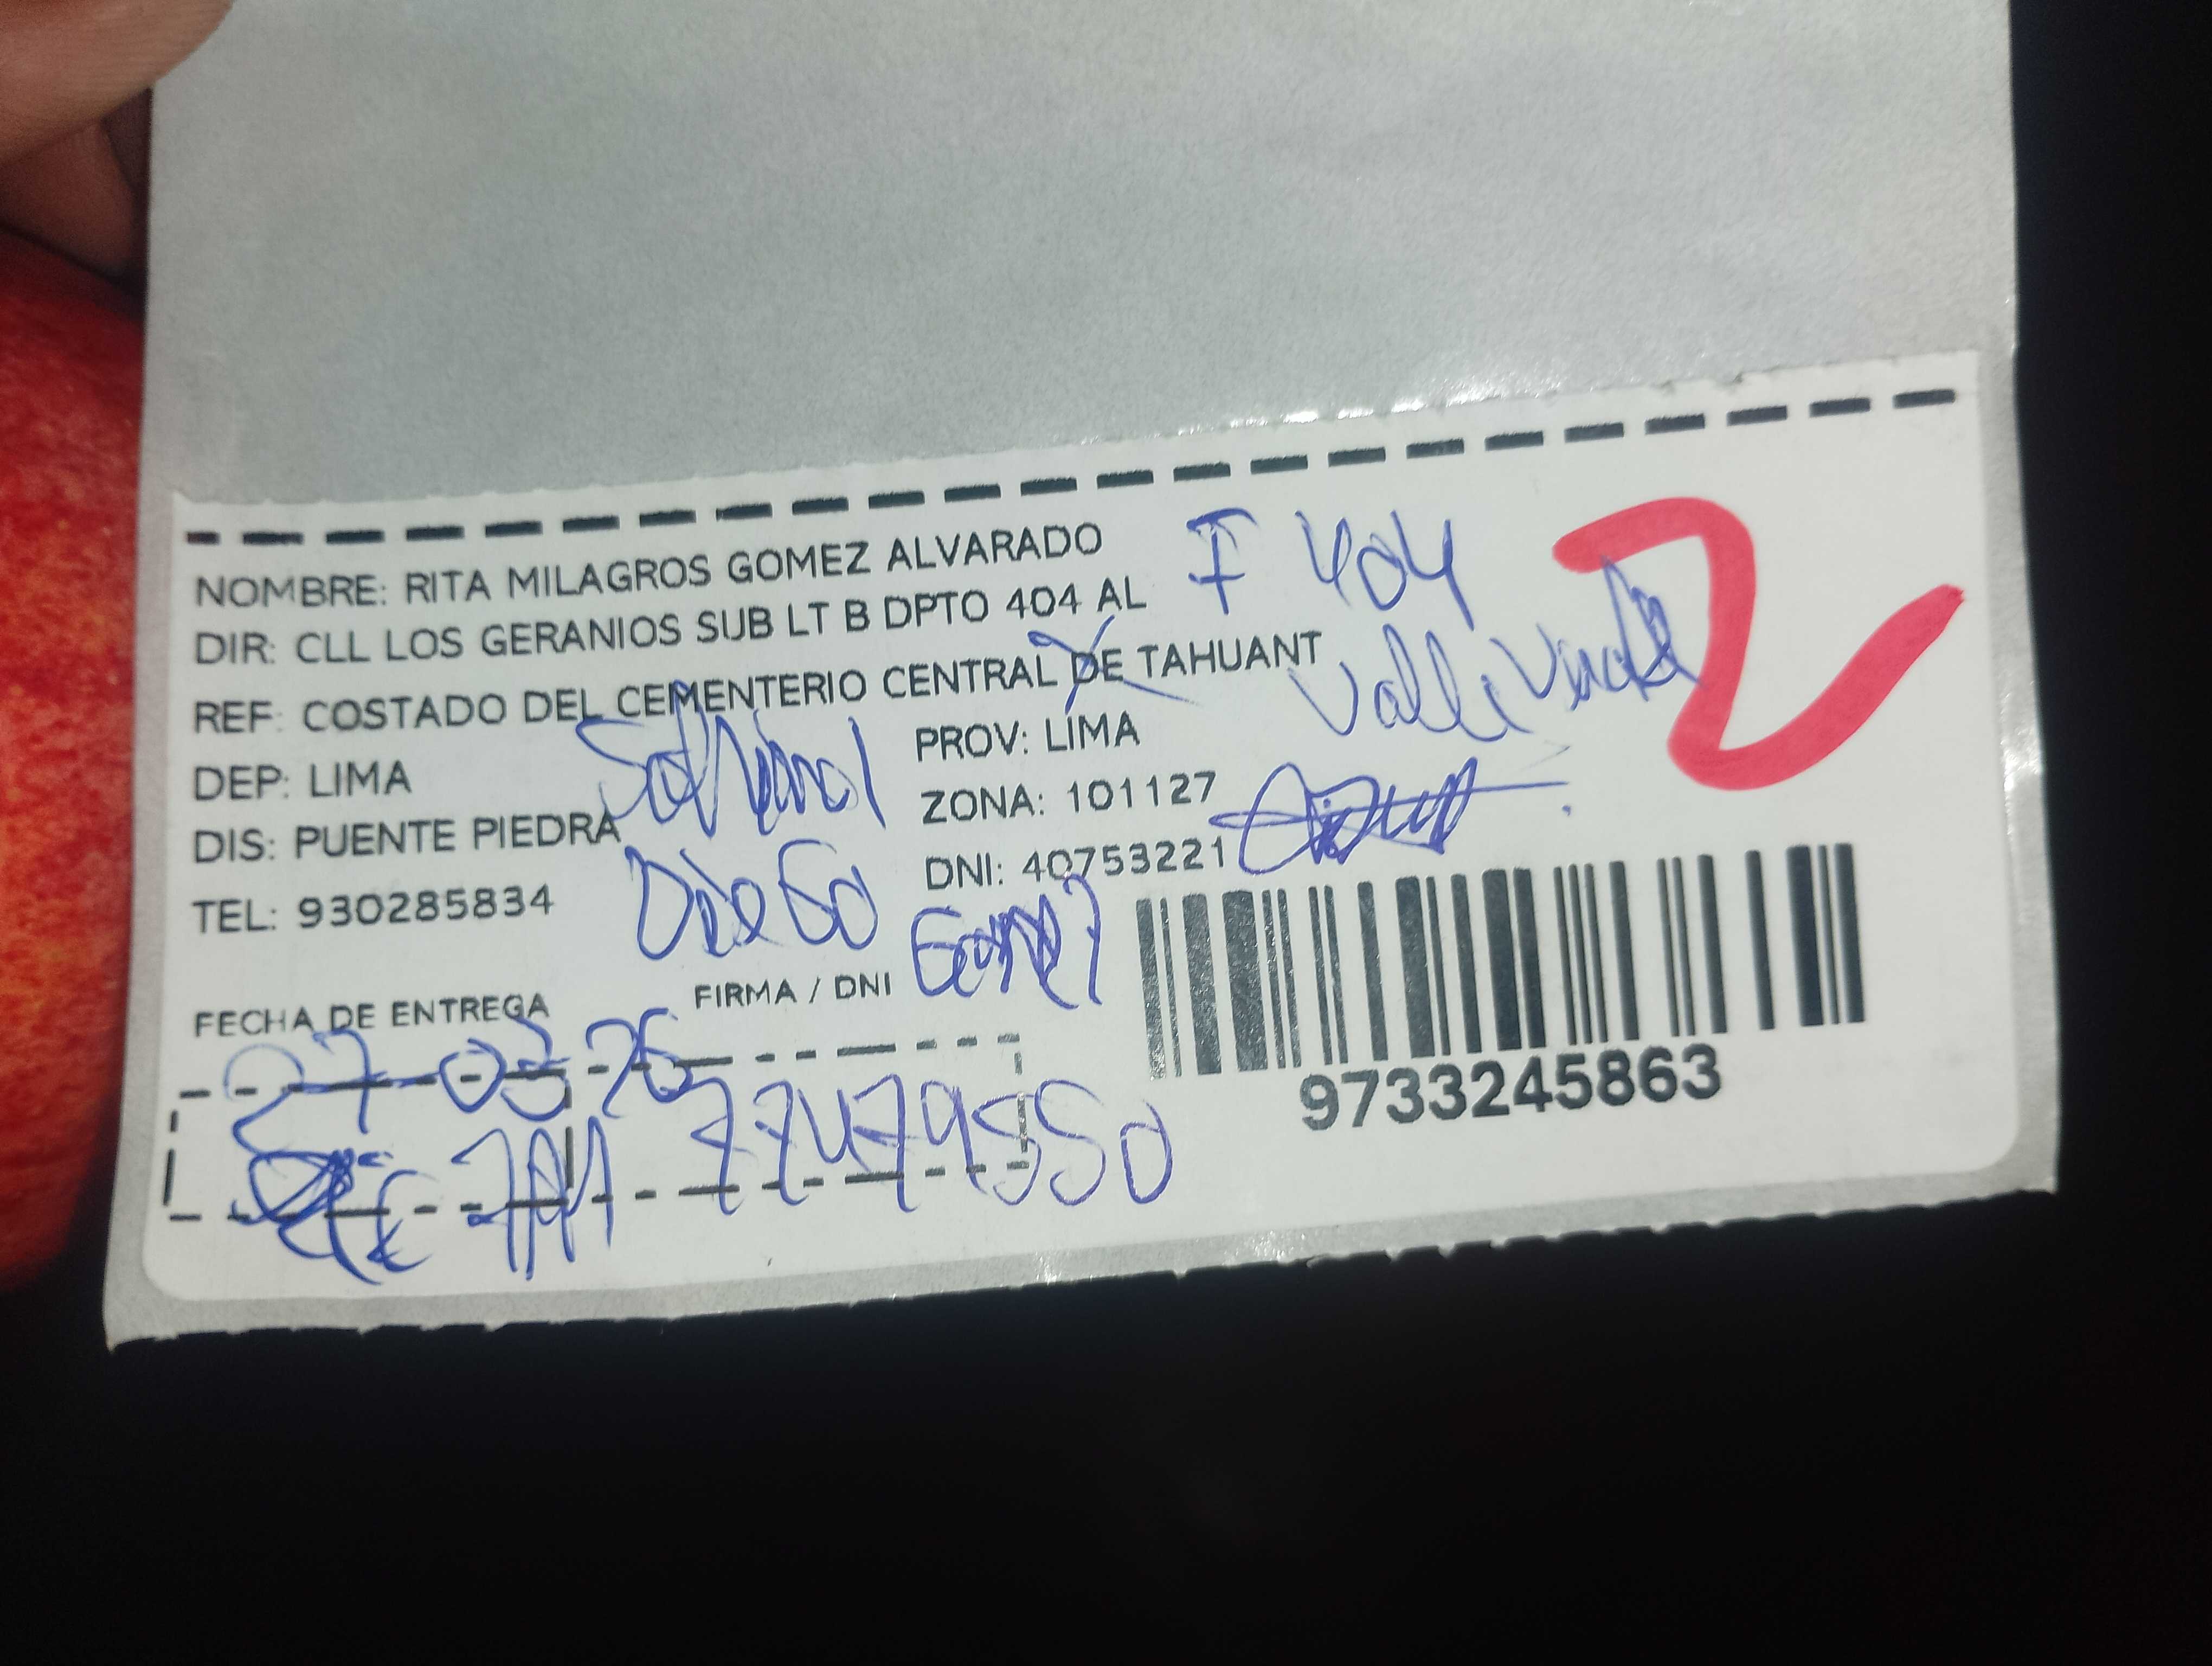 NOMBRE: RITA MILAGROS GOMEZ ALVARADO
I 404
2
DIR: CLL LOS GERANIOS SUB LT B DPTO 404 AL
REF: COSTADO DEL CEMENTERIO CENTRAL DE TAHUANT
DEP: LIMA
PROV: LIMA
DIS: PUENTE PIEDRA
ZONA: 101127
TEL: 930285834
DNI: 40753221
Diego
FECHA DE ENTREGA
FIRMA / DNI
77479550
9733245863